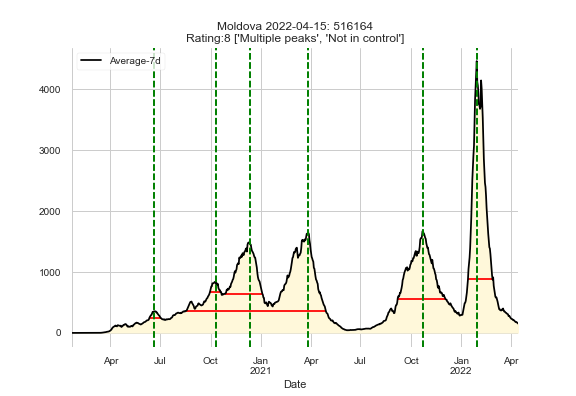 Moldova 2022-04-15: 516164
Rating:8 ['Multiple peaks', 'Not in control']
Average-7d
4000
3000
2000
1000
0
Apr Jul Oct Jan Apr Jul Oct Jan Apr
2021 2022
Date